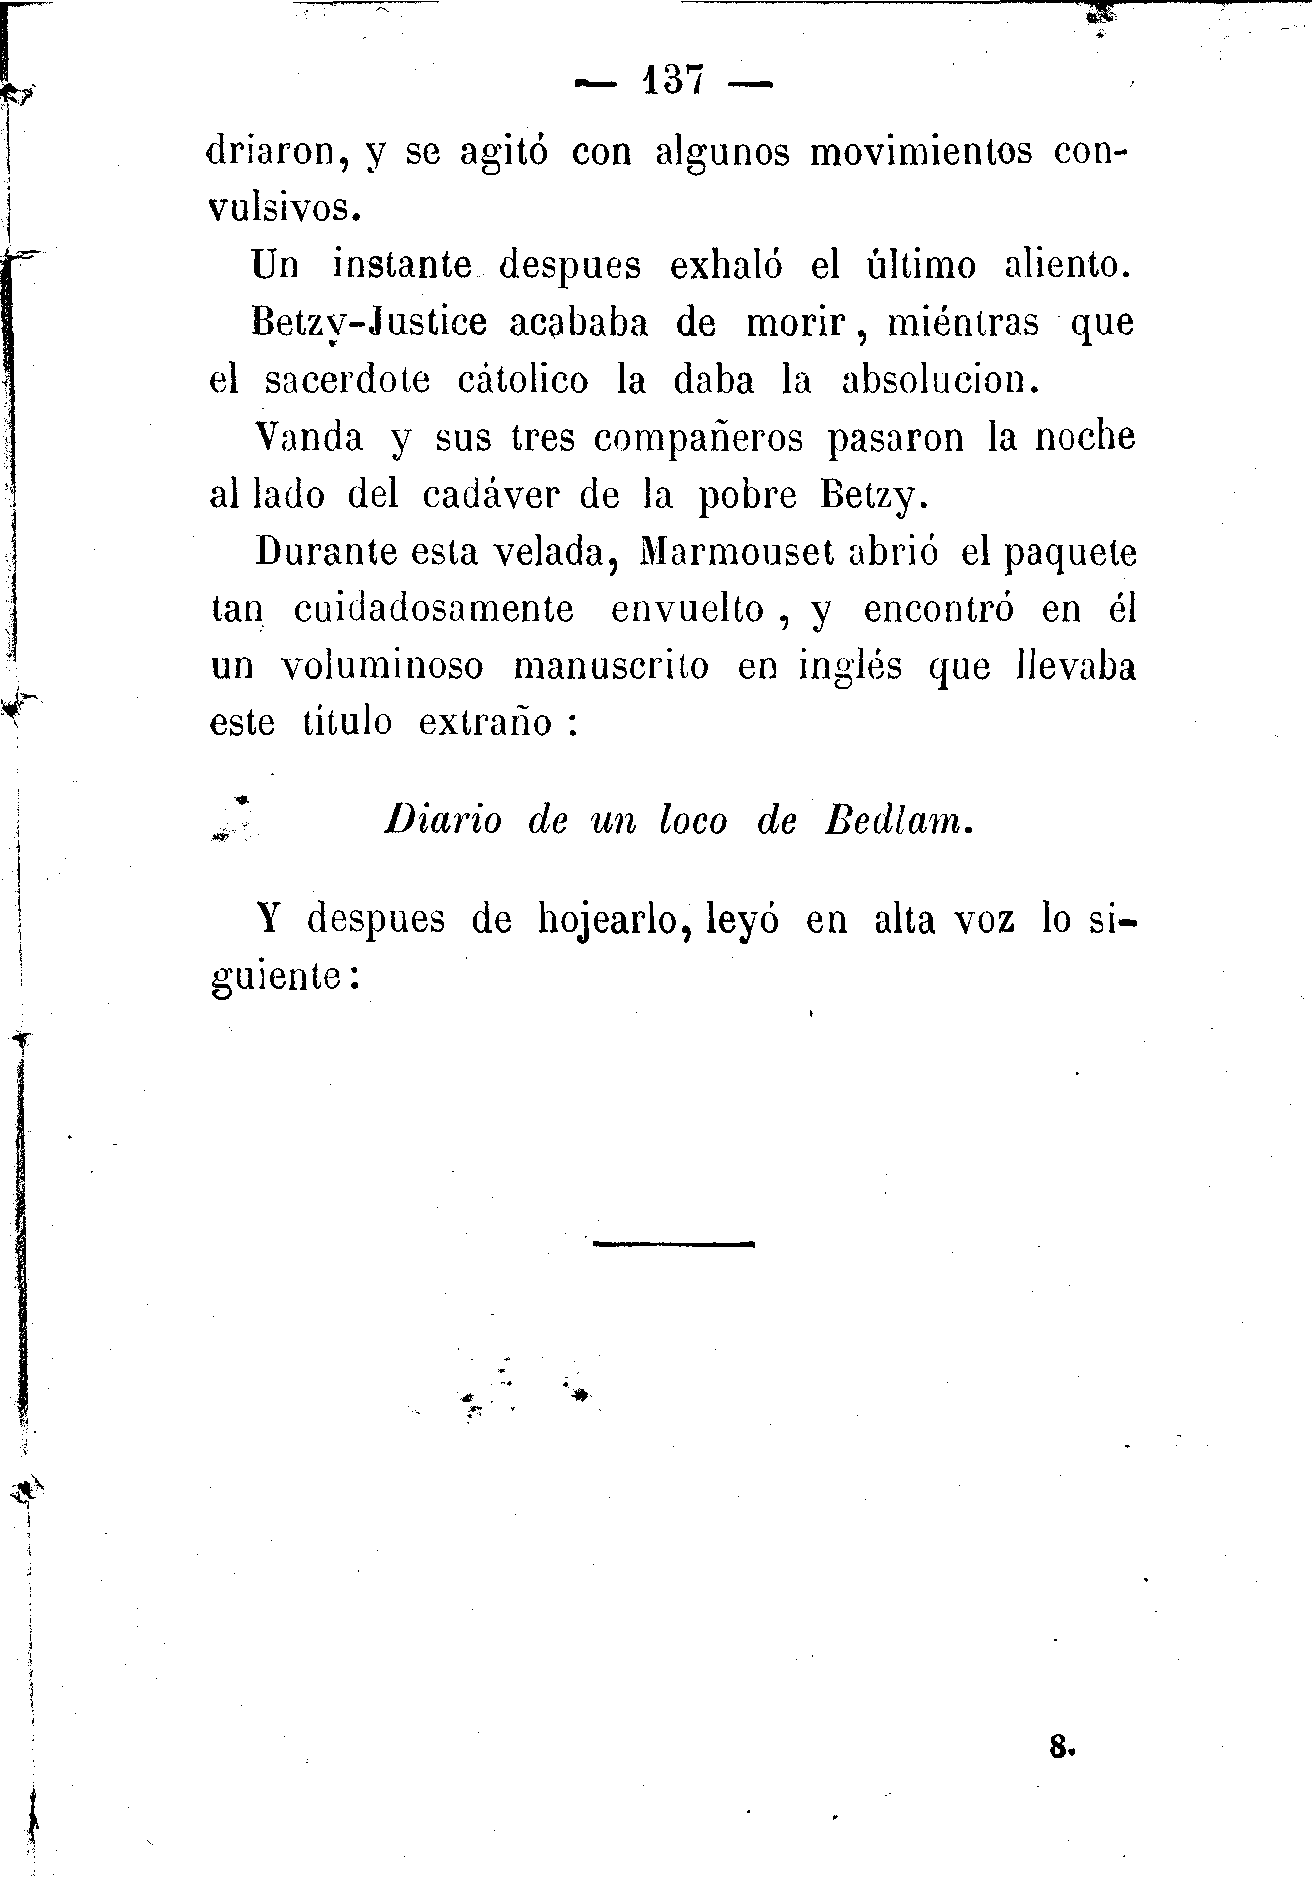 — 137 —
driaron, y se agitó con algunos movimientos con-
vulsivos.
Un instante despues exhaló el último aliento.
Betzy-Justice acababa de morir, miéntras que
el sacerdote cátolico la daba la absolucion.
Vanda y sus tres compañeros pasaron la noche
al lado del cadáver de la pobre Betzy.
Durante esta velada, Marmouset abrió el paquete
tan cuidadosamente envuelto, y encontró en él
un voluminoso manuscrito en inglés que llevaba
este título extraño :
Diario de un loco de Bedlam.
Y despues de hojearlo, leyó en alta voz lo si-
guiente:
8.